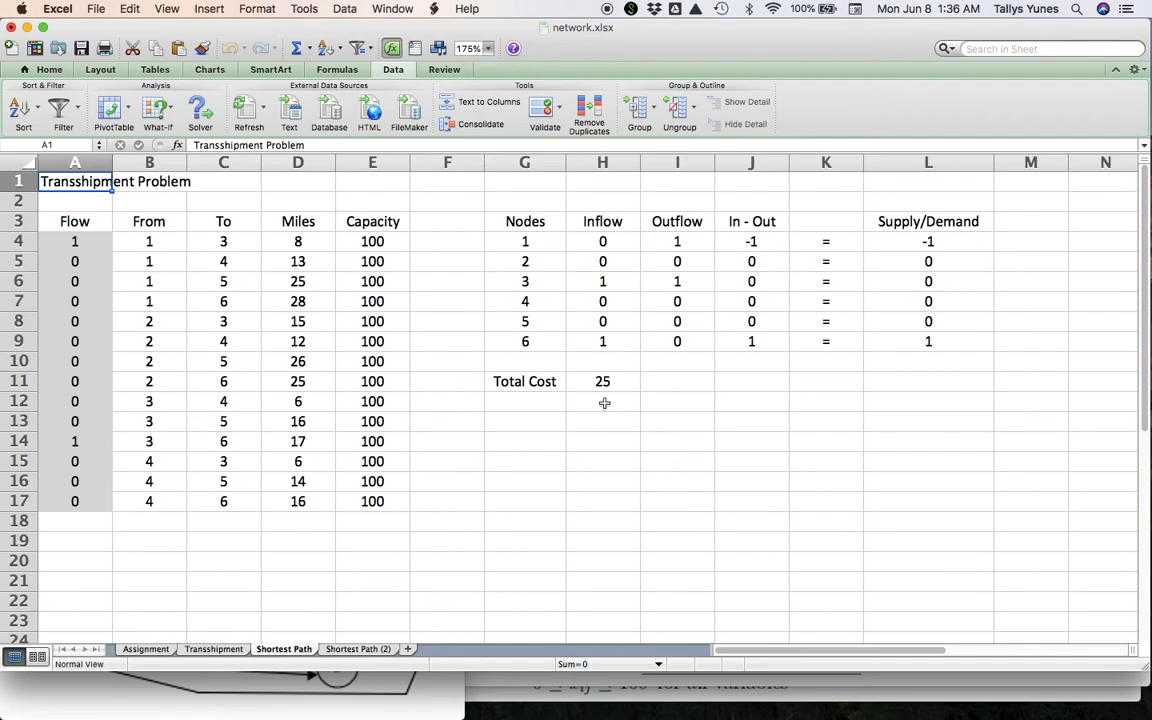 Excel File Edit View Insert Format Tools Data Window Help 100% Mon Jun 8 1:36 AM Tallys Yunes
network.xlsx
175% Search in Sheet
Home Layout Tables Charts SmartArt Formulas Data Review
Sort & Filter Analysis External Data Sources Tools Group & Outline
Text to Columns Show Detail
Consolidate Hide Detail
Sort Filter PivotTable What-If Solver Refresh Text Database HTML FileMaker Validate Remove Duplicates Group Ungroup
A1 fx Transshipment Problem
A B C D E F G H I J K L M N
1 Transshipment Problem
2
3 Flow From To Miles Capacity Nodes Inflow Outflow In - Out Supply/Demand
4 1 1 3 8 100 1 0 1 -1 = -1
5 0 1 4 13 100 2 0 0 0 = 0
6 0 1 5 25 100 3 1 1 0 = 0
7 0 1 6 28 100 4 0 0 0 = 0
8 0 2 3 15 100 5 0 0 0 = 0
9 0 2 4 12 100 6 1 0 1 = 1
10 0 2 5 26 100
11 0 2 6 25 100 Total Cost 25
12 0 3 4 6 100
13 0 3 5 16 100
14 1 3 6 17 100
15 0 4 3 6 100
16 0 4 5 14 100
17 0 4 6 16 100
18
19
20
21
22
23
24
Assignment Transshipment Shortest Path Shortest Path (2)
Normal View Sum=0
for all variables